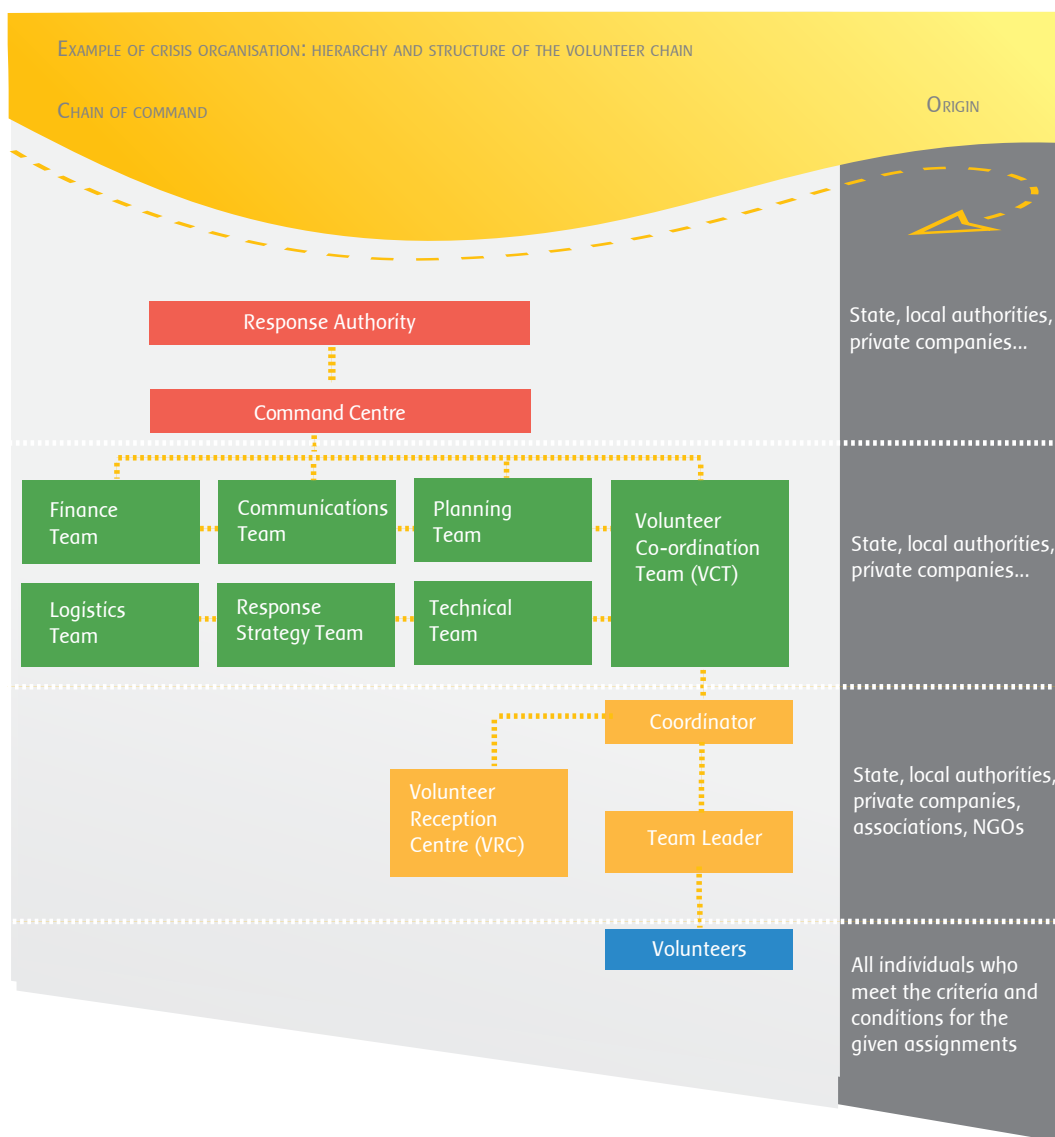 Example of crisis organisation: hierarchy and structure of the volunteer chain
Chain of command
Origin
Response Authority
State, local authorities,
private companies...
Command Centre
Finance
Team
Communications
Team
Planning
Team
Volunteer
Co-ordination
Team (VCT)
State, local authorities,
private companies...
Logistics
Team
Response
Strategy Team
Technical
Team
Coordinator
Volunteer
Reception
Centre (VRC)
Team Leader
State, local authorities,
private companies,
associations, NGOs
Volunteers
All individuals who
meet the criteria and
conditions for the
given assignments